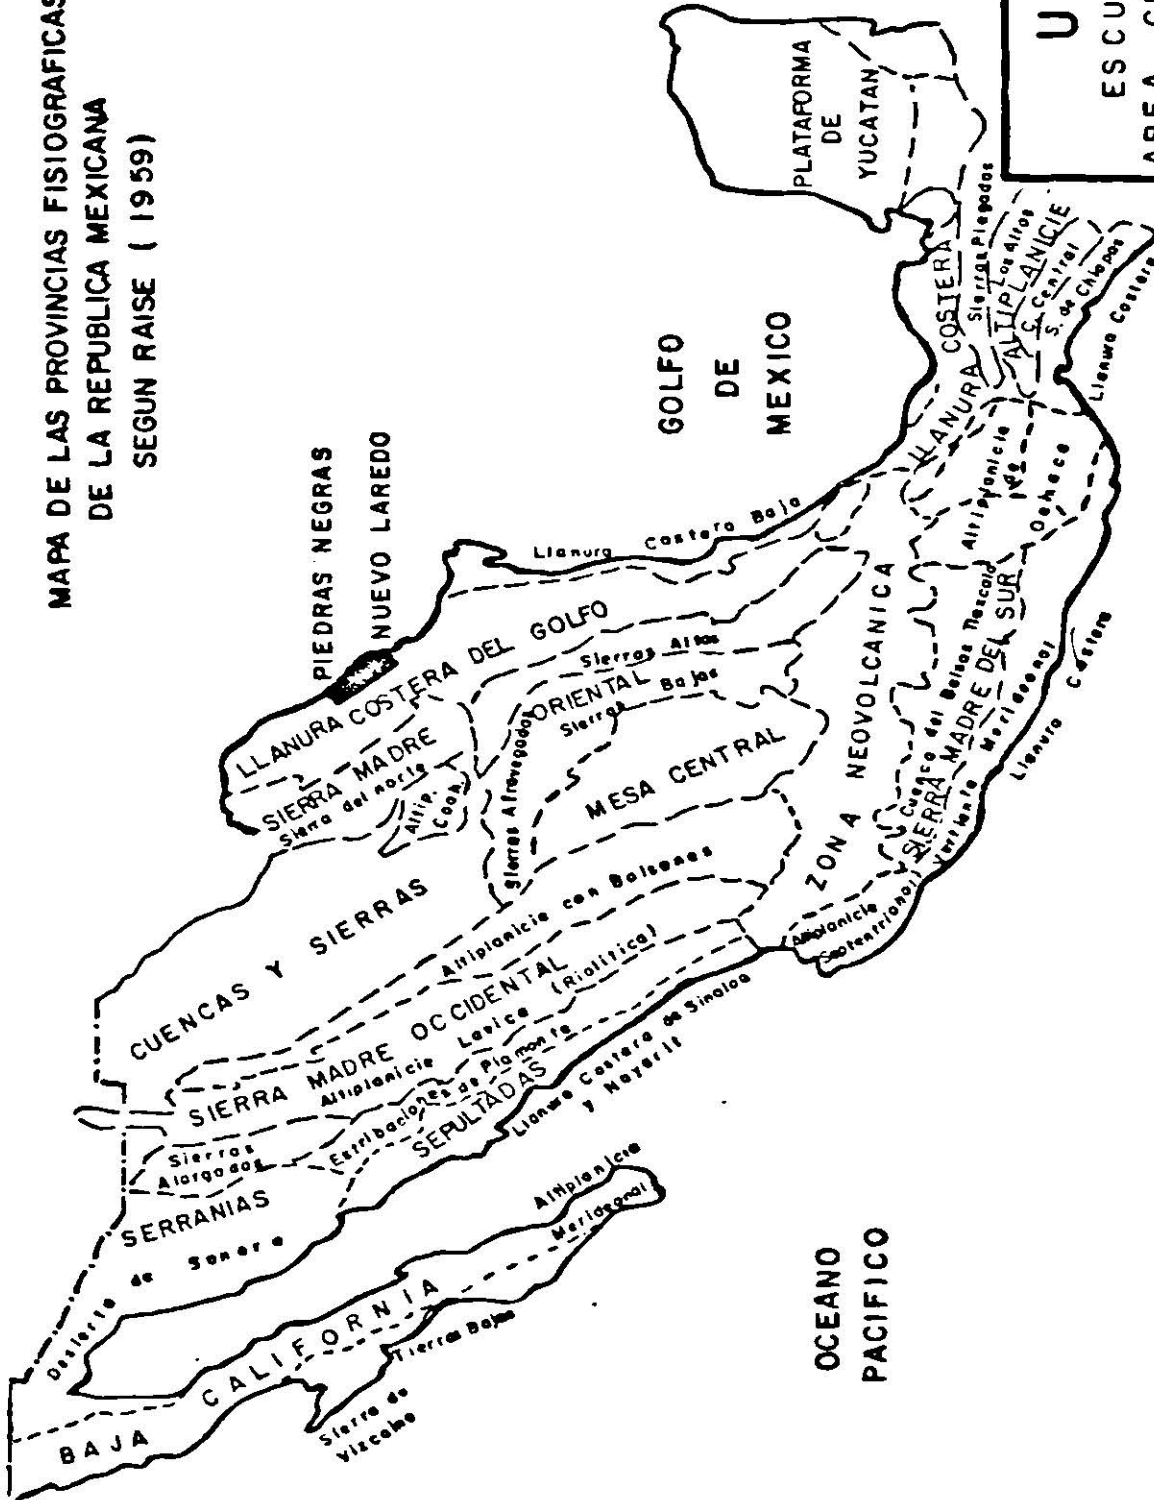 MAPA DE LAS PROVINCIAS FISIOGRAFICAS
DE LA REPUBLICA MEXICANA
SEGUN RAISE ( 1959)
PIEDRAS NEGRAS
NUEVO LAREDO
GOLFO
DE
MEXICO
OCEANO
PACIFICO
BAJA CALIFORNIA
Sierra de
Vizcaino
Tierras Bajas
Altiplanicie
Meridional
Desierto de Sonora
SERRANIAS
SEPULTADAS
Sierras
Alargadas
Estribaciones de Piamonte
Llanura Costera de Sinaloa
y Nayarit
SIERRA MADRE OCCIDENTAL
Altiplanicie Lavica (Riolitica)
CUENCAS Y SIERRAS
Altiplanicie con Bolsones
LLANURA COSTERA DEL GOLFO
Llanura Costera Baja
SIERRA MADRE
ORIENTAL
Sierra del norte
Altip.
Coah.
Sierras Atravegadas
Sierras Altas
Sierras Bajas
MESA CENTRAL
ZONA NEOVOLCANICA
Altiplanicie
Septentrional
Cuenca del Balsas
SIERRA MADRE DEL SUR
Vertiente Meridional
Llanura Costera
Altiplanicie
Oaxaca
LLANURA COSTERA
Sierras Plegadas
Los Altos
ALTIPLANICIE
C. Central
S. de Chiapas
Llanura Costera
PLATAFORMA
DE
YUCATAN
U
ESCU
AREA